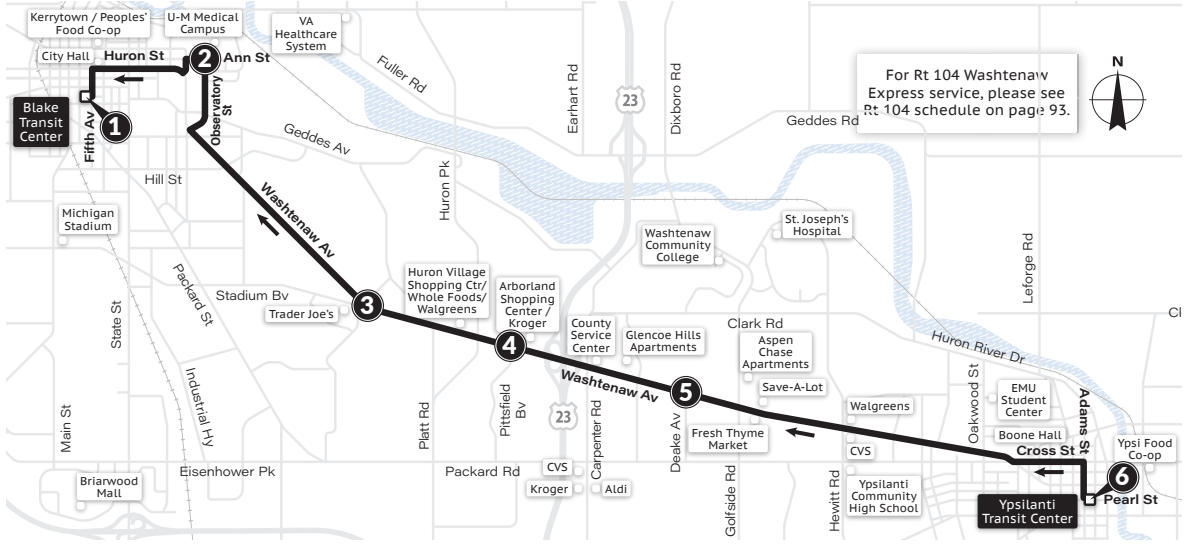 Kerrytown / Peoples'
Food Co-op
U-M Medical
Campus
VA
Healthcare
System
City Hall
Huron St
2
Ann St
Fuller Rd
Earhart Rd
23
Dixboro Rd
For Rt 104 Washtenaw
Express service, please see
Rt 104 schedule on page 93.
N
Geddes Rd
Blake
Transit
Center
1
Fifth Av
Observatory
St
Geddes Av
Hill St
Huron Pk
Washtenaw Av
Michigan
Stadium
Washtenaw
Community
College
St. Joseph's
Hospital
Leforge Rd
Packard St
State St
Stadium Bv
Trader Joe's
3
Huron Village
Shopping Ctr/
Whole Foods/
Walgreens
Arborland
Shopping
Center /
Kroger
4
County
Service
Center
Glencoe Hills
Apartments
Clark Rd
Cl
Aspen
Chase
Apartments
Huron River Dr
Washtenaw Av
5
Save-A-Lot
Walgreens
Oakwood St
EMU
Student
Center
Adams St
Main St
Industrial Hy
Platt Rd
Pittsfield
Bv
23
Carpenter Rd
Deake Av
Fresh Thyme
Market
Golfside Rd
Hewitt Rd
CVS
Boone Hall
Cross St
Ypsi Food
Co-op
6
Pearl St
Eisenhower Pk
Briarwood
Mall
Packard Rd
CVS
Kroger
Aldi
Ypsilanti
Community
High School
Ypsilanti
Transit Center